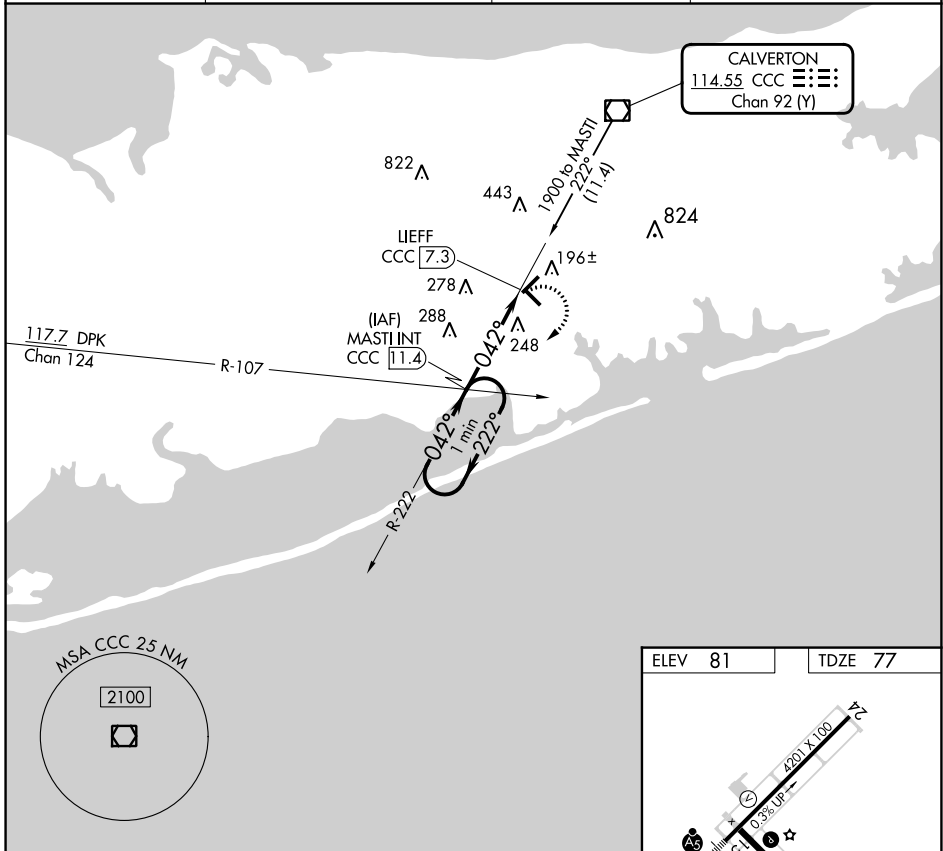 CALVERTON
114.55 CCC
Chan 92 (Y)
1900 to MASTI
222°
(11.4)
822
443
824
LIEFF
CCC 7.3
196±
278
(IAF)
MASTI INT
CCC 11.4
288
248
042°
117.7 DPK
Chan 124
R-107
042°
1 min
222°
R-222
MSA CCC 25 NM
2100
ELEV 81
TDZE 77
24
4201 X 100
0.3% UP
V
x
A5
P